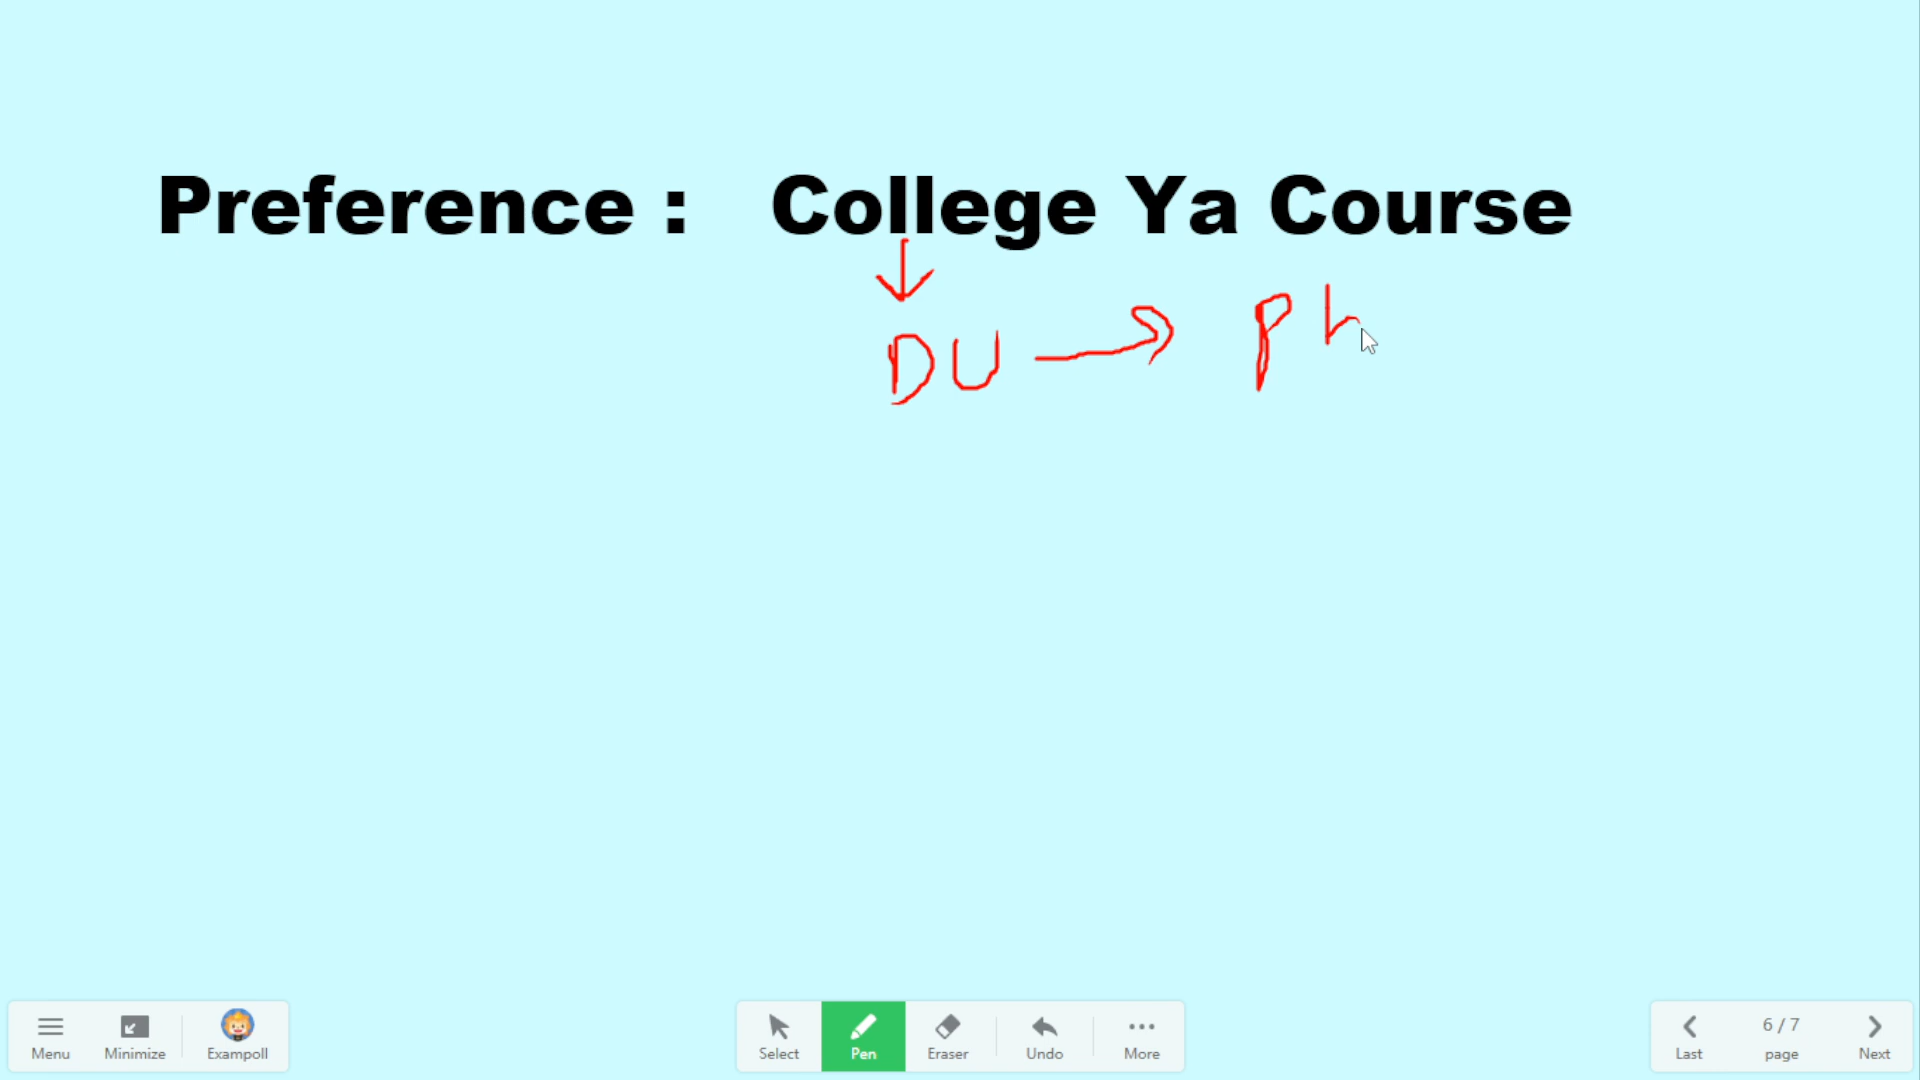 Preference : College Ya Course
DU → Ph
Menu Minimize Exampoll Select Pen Eraser Undo More Last 6 / 7 page Next